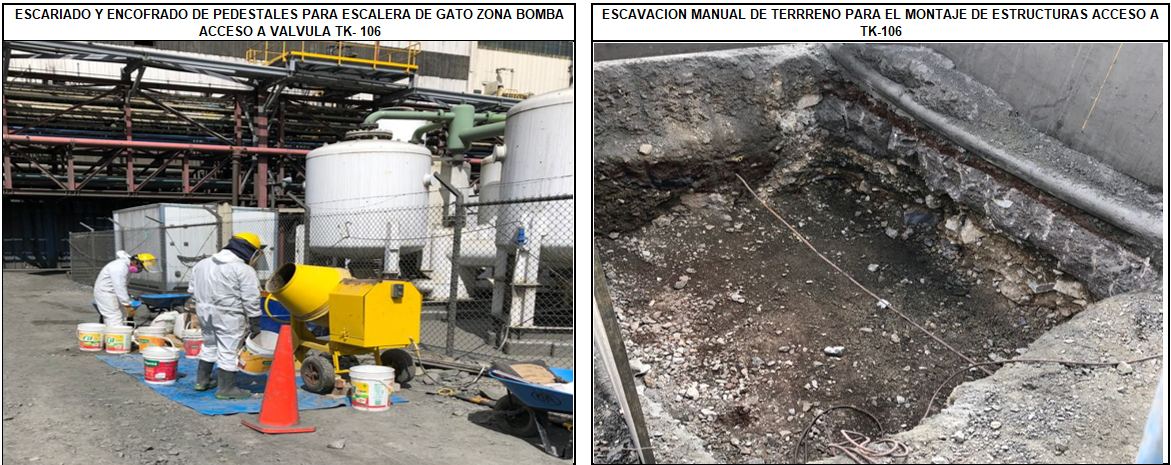 ESCARIADO Y ENCOFRADO DE PEDESTALES PARA ESCALERA DE GATO ZONA BOMBA
ACCESO A VALVULA TK- 106
ESCAVACION MANUAL DE TERRRENO PARA EL MONTAJE DE ESTRUCTURAS ACCESO A
TK-106